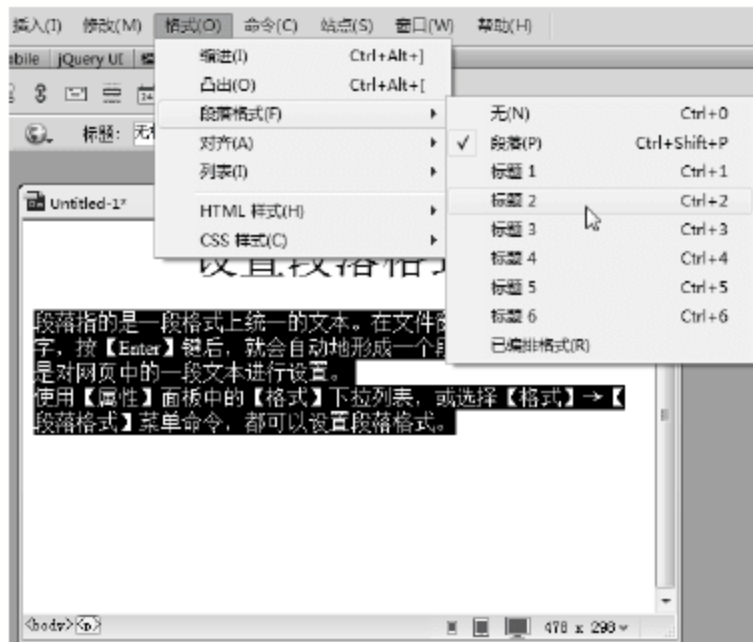 插入(I) 修改(M) 格式(O) 命令(C) 站点(S) 窗口(W) 帮助(H)
obile jQuery UI
缩进(I) Ctrl+Alt+]
凸出(O) Ctrl+Alt+[
段落格式(F)
对齐(A)
列表(I)
HTML 样式(H)
CSS 样式(C)
无(N) Ctrl+0
✓ 段落(P) Ctrl+Shift+P
标题 1 Ctrl+1
标题 2 Ctrl+2
标题 3 Ctrl+3
标题 4 Ctrl+4
标题 5 Ctrl+5
标题 6 Ctrl+6
已编排格式(R)
标题:
Untitled-1*
设置段落格式
段落指的是一段格式上统一的文本。在文件
字，按【Enter】键后，就会自动地形成一个
是对网页中的一段文本进行设置。
使用【属性】面板中的【格式】下拉列表，或选择【格式】→【
段落格式】菜单命令，都可以设置段落格式。
<body><p> 478 x 298